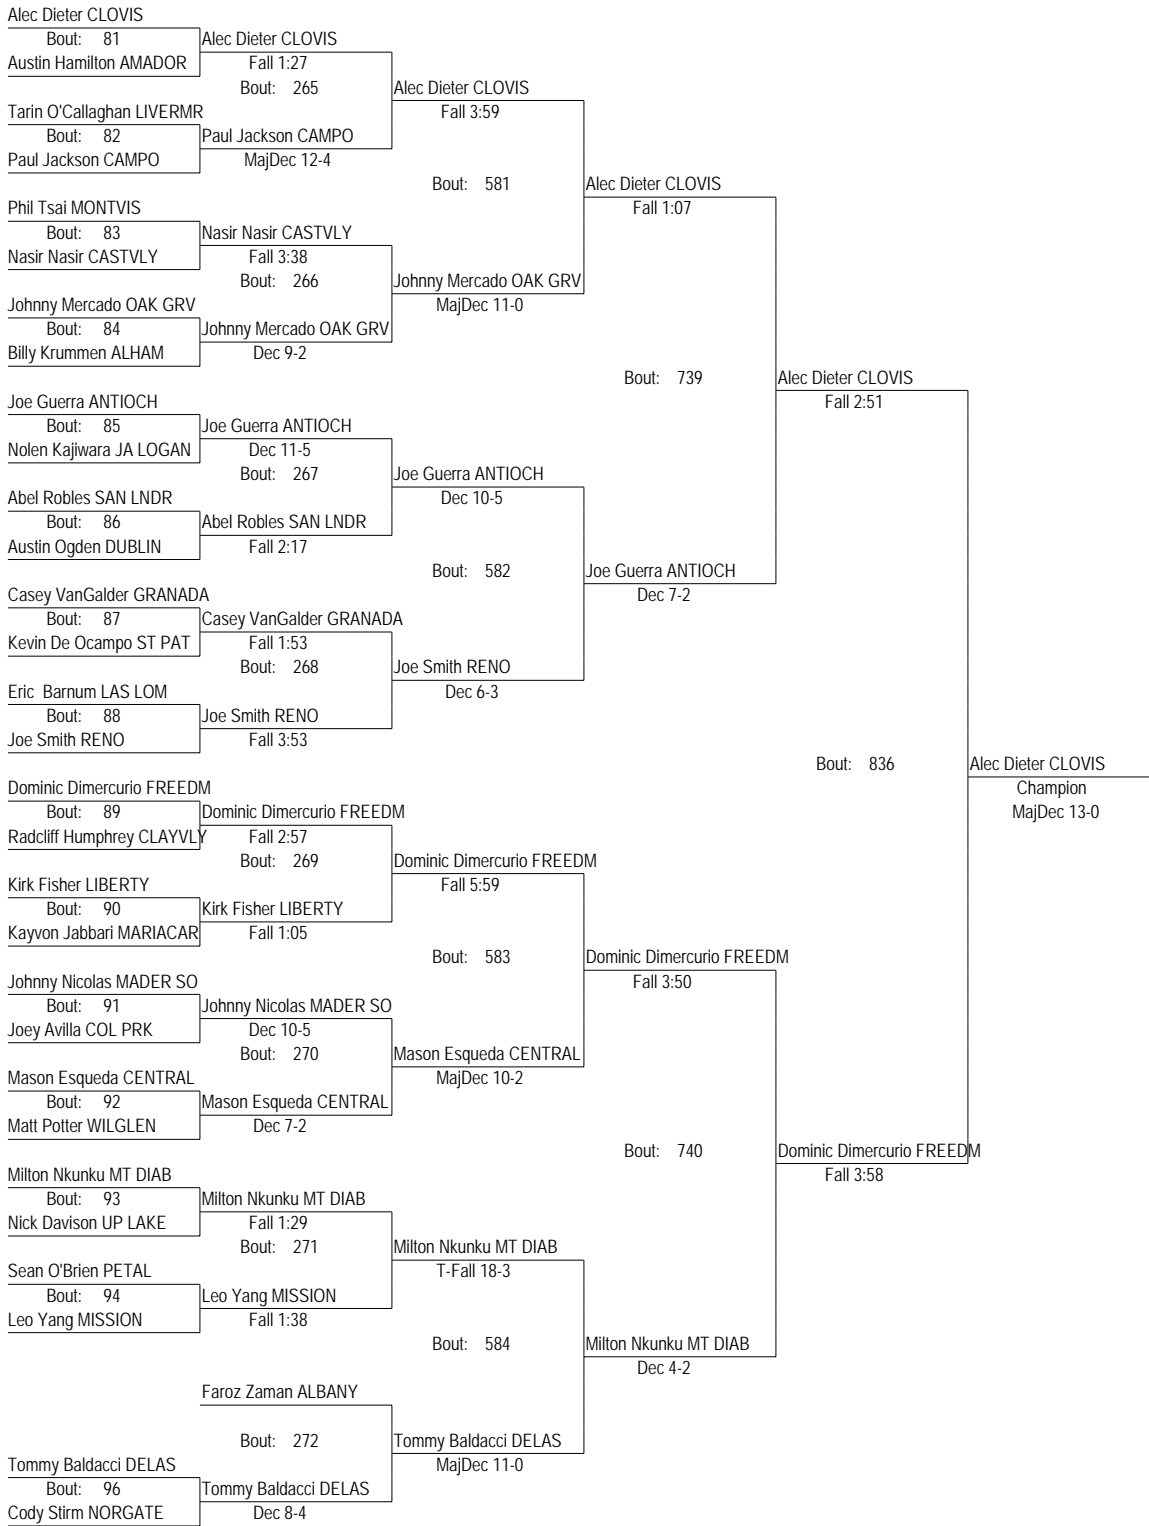 Alec Dieter CLOVIS
Bout: 81
Austin Hamilton AMADOR
Tarin O'Callaghan LIVERMR
Bout: 82
Paul Jackson CAMPO
Phil Tsai MONTVIS
Bout: 83
Nasir Nasir CASTVLY
Johnny Mercado OAK GRV
Bout: 84
Billy Krummen ALHAM
Joe Guerra ANTIOCH
Bout: 85
Nolen Kajiwara JA LOGAN
Abel Robles SAN LNDR
Bout: 86
Austin Ogden DUBLIN
Casey VanGalder GRANADA
Bout: 87
Kevin De Ocampo ST PAT
Eric Barnum LAS LOM
Bout: 88
Joe Smith RENO
Dominic Dimercurio FREEDM
Bout: 89
Radcliff Humphrey CLAYVLY
Kirk Fisher LIBERTY
Bout: 90
Kayvon Jabbari MARIACAR
Johnny Nicolas MADER SO
Bout: 91
Joey Avilla COL PRK
Mason Esqueda CENTRAL
Bout: 92
Matt Potter WILGLEN
Milton Nkunku MT DIAB
Bout: 93
Nick Davison UP LAKE
Sean O'Brien PETAL
Bout: 94
Leo Yang MISSION
Tommy Baldacci DELAS
Bout: 96
Cody Stirm NORGATE
Alec Dieter CLOVIS
Fall 1:27
Bout: 265
Paul Jackson CAMPO
MajDec 12-4
Nasir Nasir CASTVLY
Fall 3:38
Bout: 266
Johnny Mercado OAK GRV
Dec 9-2
Joe Guerra ANTIOCH
Dec 11-5
Bout: 267
Abel Robles SAN LNDR
Fall 2:17
Casey VanGalder GRANADA
Fall 1:53
Bout: 268
Joe Smith RENO
Fall 3:53
Dominic Dimercurio FREEDM
Fall 2:57
Bout: 269
Kirk Fisher LIBERTY
Fall 1:05
Johnny Nicolas MADER SO
Dec 10-5
Bout: 270
Mason Esqueda CENTRAL
Dec 7-2
Milton Nkunku MT DIAB
Fall 1:29
Bout: 271
Leo Yang MISSION
Fall 1:38
Faroz Zaman ALBANY
Bout: 272
Tommy Baldacci DELAS
Dec 8-4
Alec Dieter CLOVIS
Fall 3:59
Bout: 581
Johnny Mercado OAK GRV
MajDec 11-0
Joe Guerra ANTIOCH
Dec 10-5
Bout: 582
Joe Smith RENO
Dec 6-3
Dominic Dimercurio FREEDM
Fall 5:59
Bout: 583
Mason Esqueda CENTRAL
MajDec 10-2
Milton Nkunku MT DIAB
T-Fall 18-3
Bout: 584
Tommy Baldacci DELAS
MajDec 11-0
Alec Dieter CLOVIS
Fall 1:07
Bout: 739
Joe Guerra ANTIOCH
Dec 7-2
Dominic Dimercurio FREEDM
Fall 3:50
Bout: 740
Milton Nkunku MT DIAB
Dec 4-2
Alec Dieter CLOVIS
Fall 2:51
Bout: 836
Dominic Dimercurio FREEDM
Fall 3:58
Alec Dieter CLOVIS
Champion
MajDec 13-0